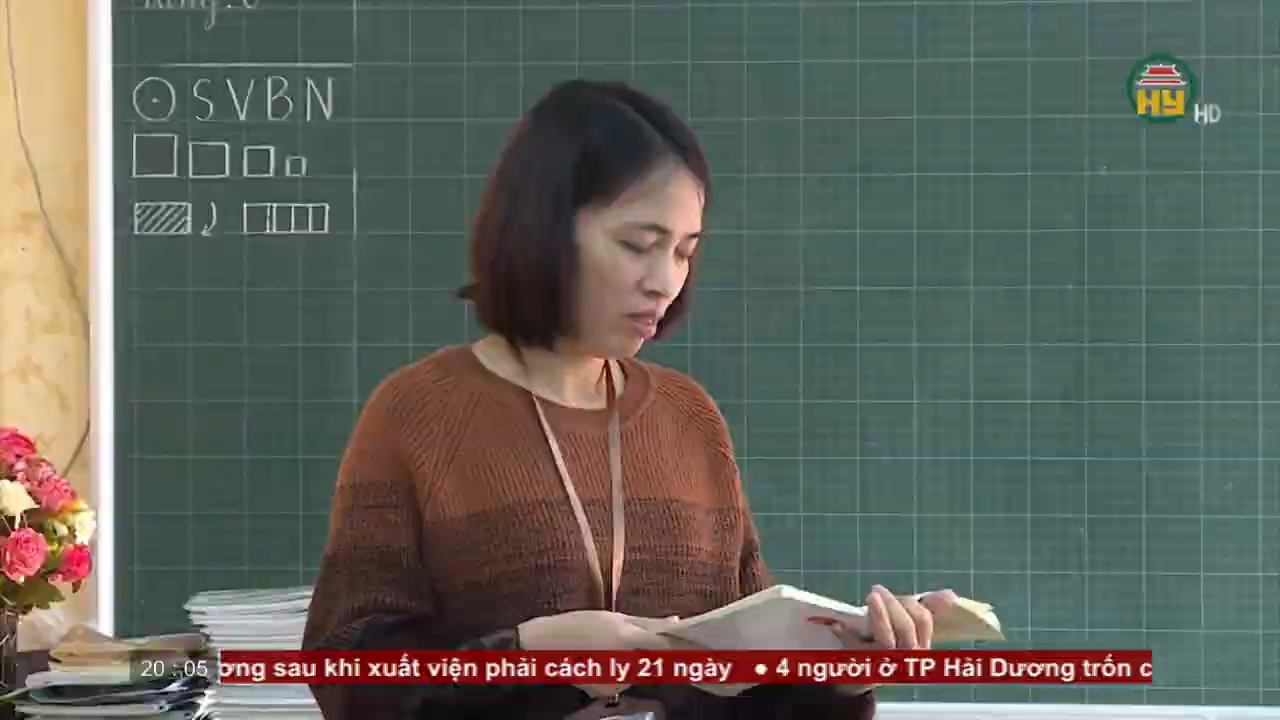 SVBN
HY HD
20:05 ơng sau khi xuất viện phải cách ly 21 ngày ● 4 người ở TP Hải Dương trốn c